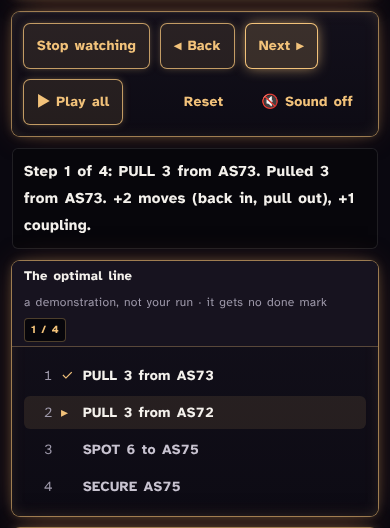 Stop watching
◂ Back
Next ▸
▶ Play all
Reset
🔇 Sound off
Step 1 of 4: PULL 3 from AS73. Pulled 3
from AS73. +2 moves (back in, pull out), +1
coupling.
The optimal line
a demonstration, not your run · it gets no done mark
1 / 4
1 ✓ PULL 3 from AS73
2 ▸ PULL 3 from AS72
3 SPOT 6 to AS75
4 SECURE AS75